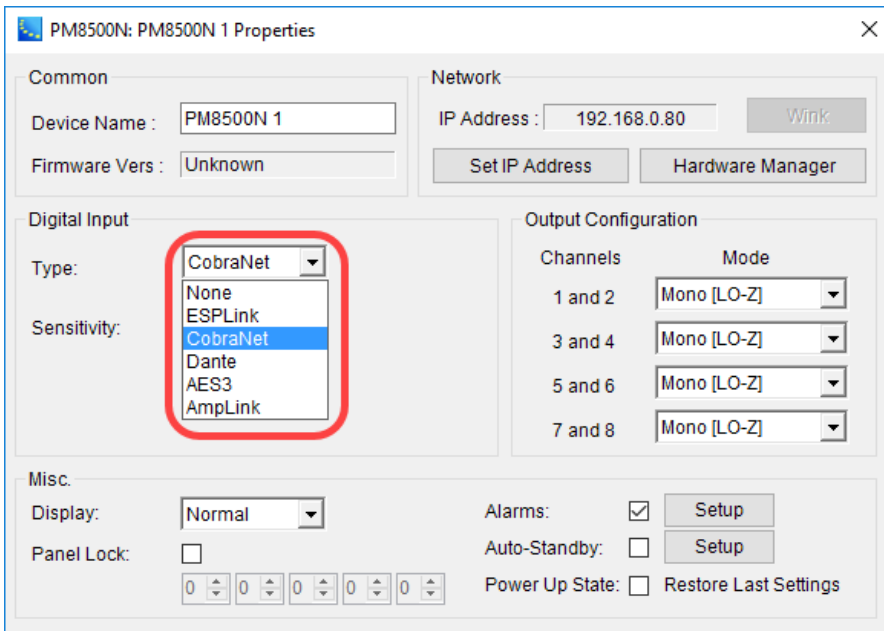 PM8500N: PM8500N 1 Properties
Common
Device Name : PM8500N 1
Firmware Vers : Unknown
Network
IP Address : 192.168.0.80 Wink
Set IP Address Hardware Manager
Digital Input
Type: CobraNet
None
ESPLink
Sensitivity: CobraNet
Dante
AES3
AmpLink
Output Configuration
Channels Mode
1 and 2 Mono [LO-Z]
3 and 4 Mono [LO-Z]
5 and 6 Mono [LO-Z]
7 and 8 Mono [LO-Z]
Misc.
Display: Normal
Panel Lock:
0 0 0 0 0
Alarms: Setup
Auto-Standby: Setup
Power Up State: Restore Last Settings